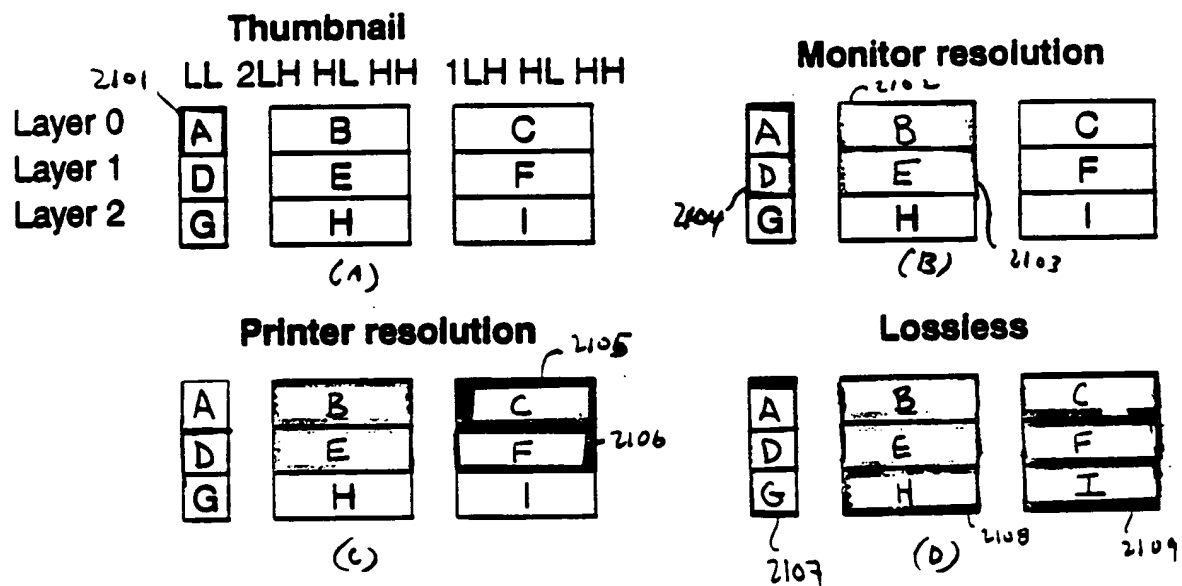 Thumbnail
2101 LL 2LH HL HH 1LH HL HH
Layer 0 A B C
Layer 1 D E F
Layer 2 G H I
(A)
Monitor resolution
2102
A B C
D E F
2104 G H I
(B) 2103
Printer resolution
2105
A B C
D E F 2106
G H I
(C)
Lossless
A B C
D E F
G H I
2107 (D) 2108 2109